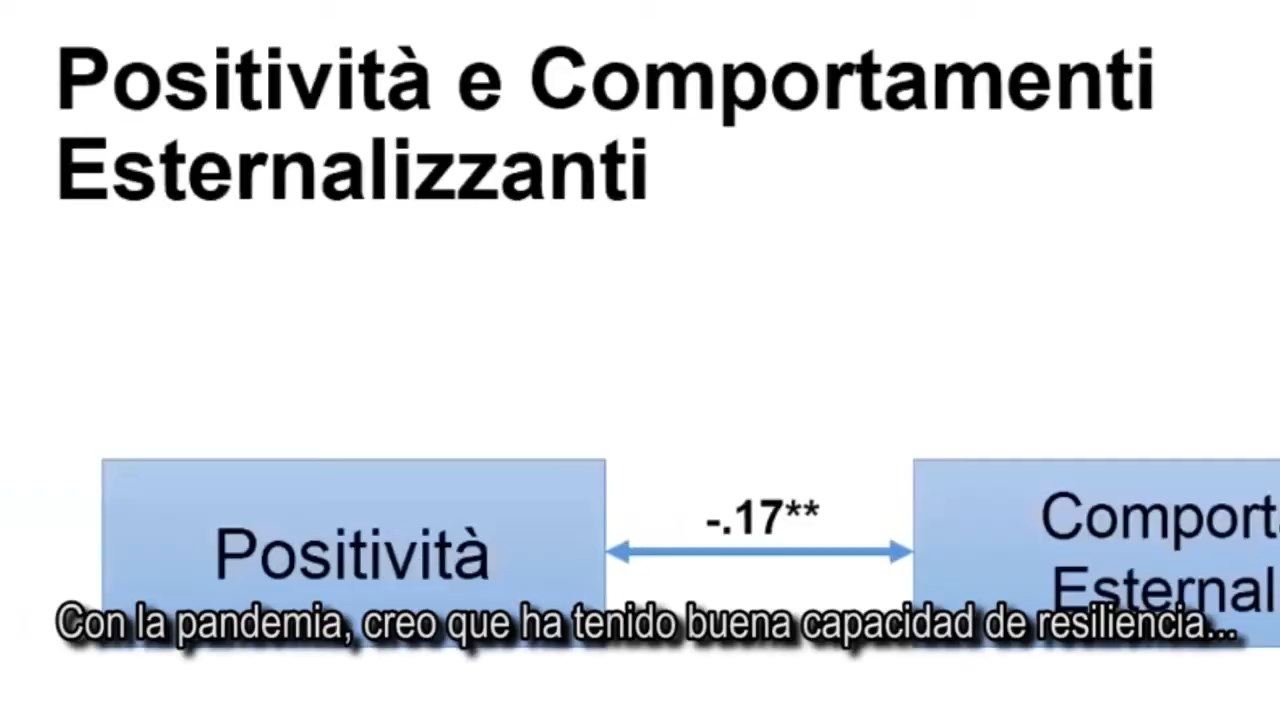 Positività e Comportamenti
Esternalizzanti
-.17**
Positività
Comport
Esternal
Con la pandemia, creo que ha tenido buena capacidad de resiliencia...